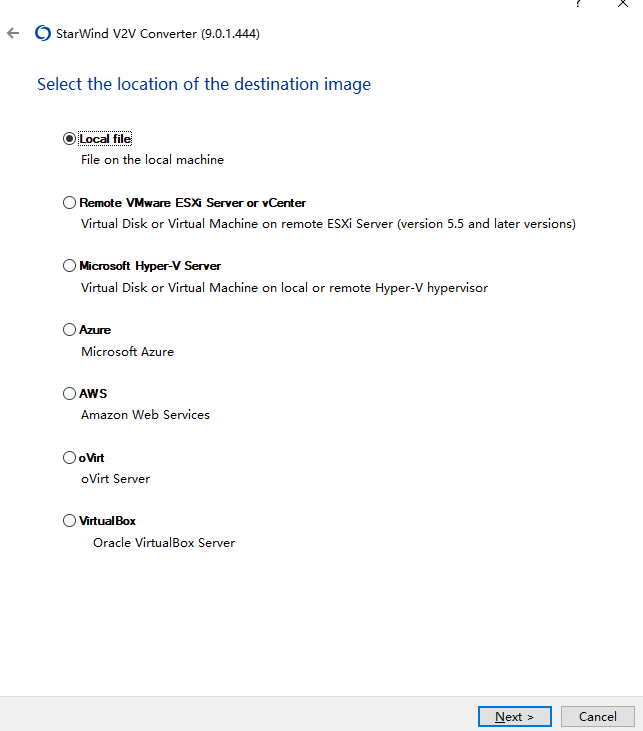 ?
StarWind V2V Converter (9.0.1.444)
Select the location of the destination image
Local file
File on the local machine
Remote VMware ESXi Server or vCenter
Virtual Disk or Virtual Machine on remote ESXi Server (version 5.5 and later versions)
Microsoft Hyper-V Server
Virtual Disk or Virtual Machine on local or remote Hyper-V hypervisor
Azure
Microsoft Azure
AWS
Amazon Web Services
oVirt
oVirt Server
VirtualBox
Oracle VirtualBox Server
Next >
Cancel